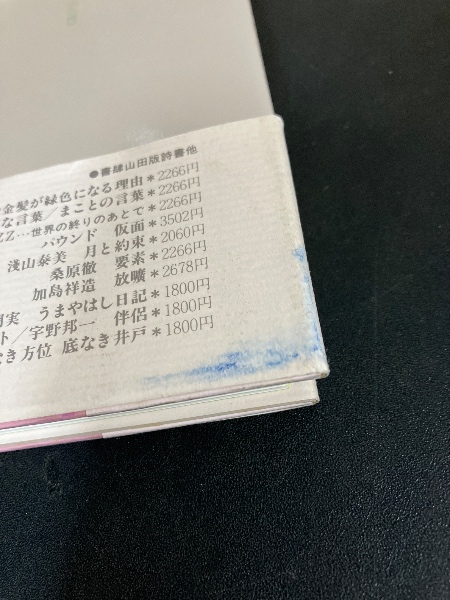 ●書肆山田版詩書他
金髪が緑色になる理由＊2266円
な言葉／まことの言葉＊2266円
ZZ…世界の終りのあとで＊2266円
パウンド 仮面＊3502円
淺山泰美 月と約束＊2060円
桑原徹 要素＊2266円
加島祥造 放曠＊2678円
実 うまやはし日記＊1800円
ト／宇野邦一 伴侶＊1800円
なき方位 底なき井戸＊1800円